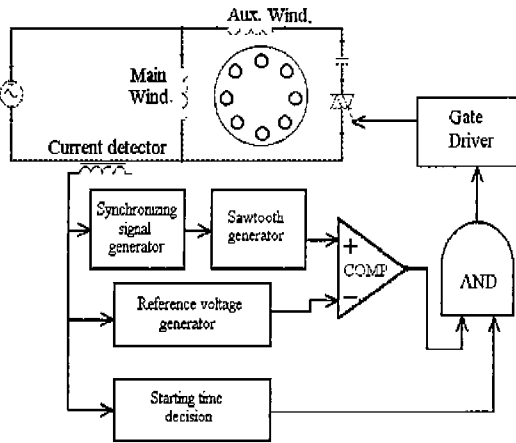 Aux. Wind.
Main
Wind.
Current detector
Gate
Driver
Synchronizing
signal
generator
Sawtooth
generator
+
COMP
−
AND
Reference voltage
generator
Starting time
decision